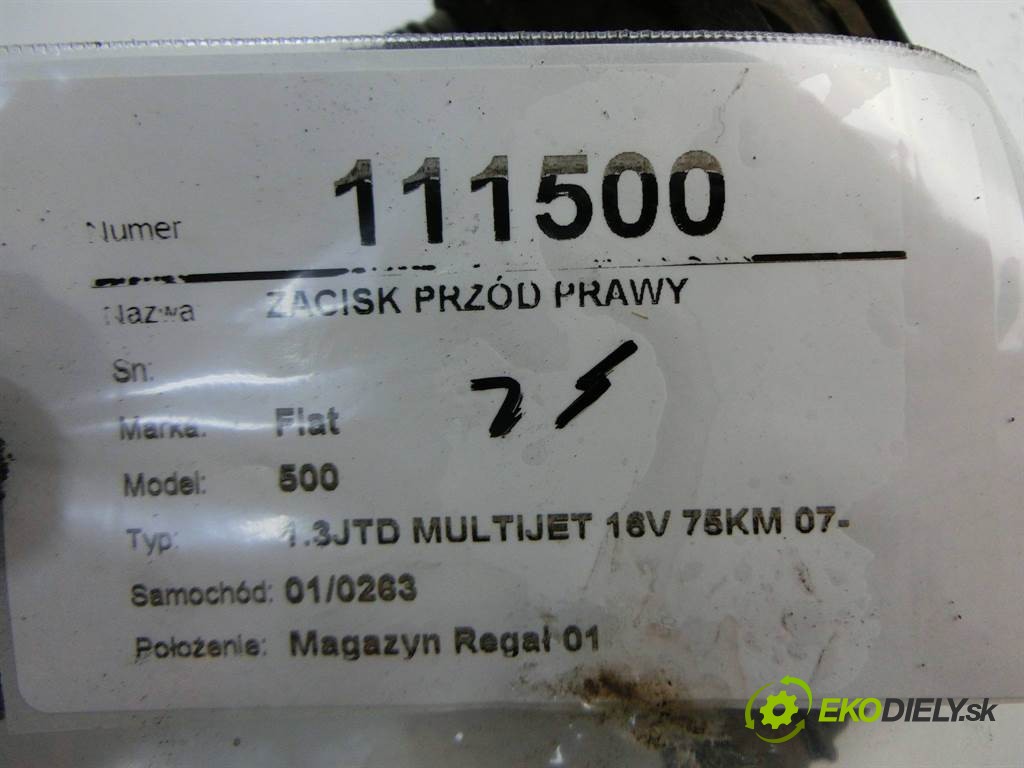 Numer 111500
Nazwa ZACISK PRZÓD PRAWY
Sn:
25
Marka: Fiat
Model: 500
Typ: 1.3JTD MULTIJET 16V 75KM 07-
Samochód: 01/0263
Położenie: Magazyn Regał 01
EKODIELY.sk